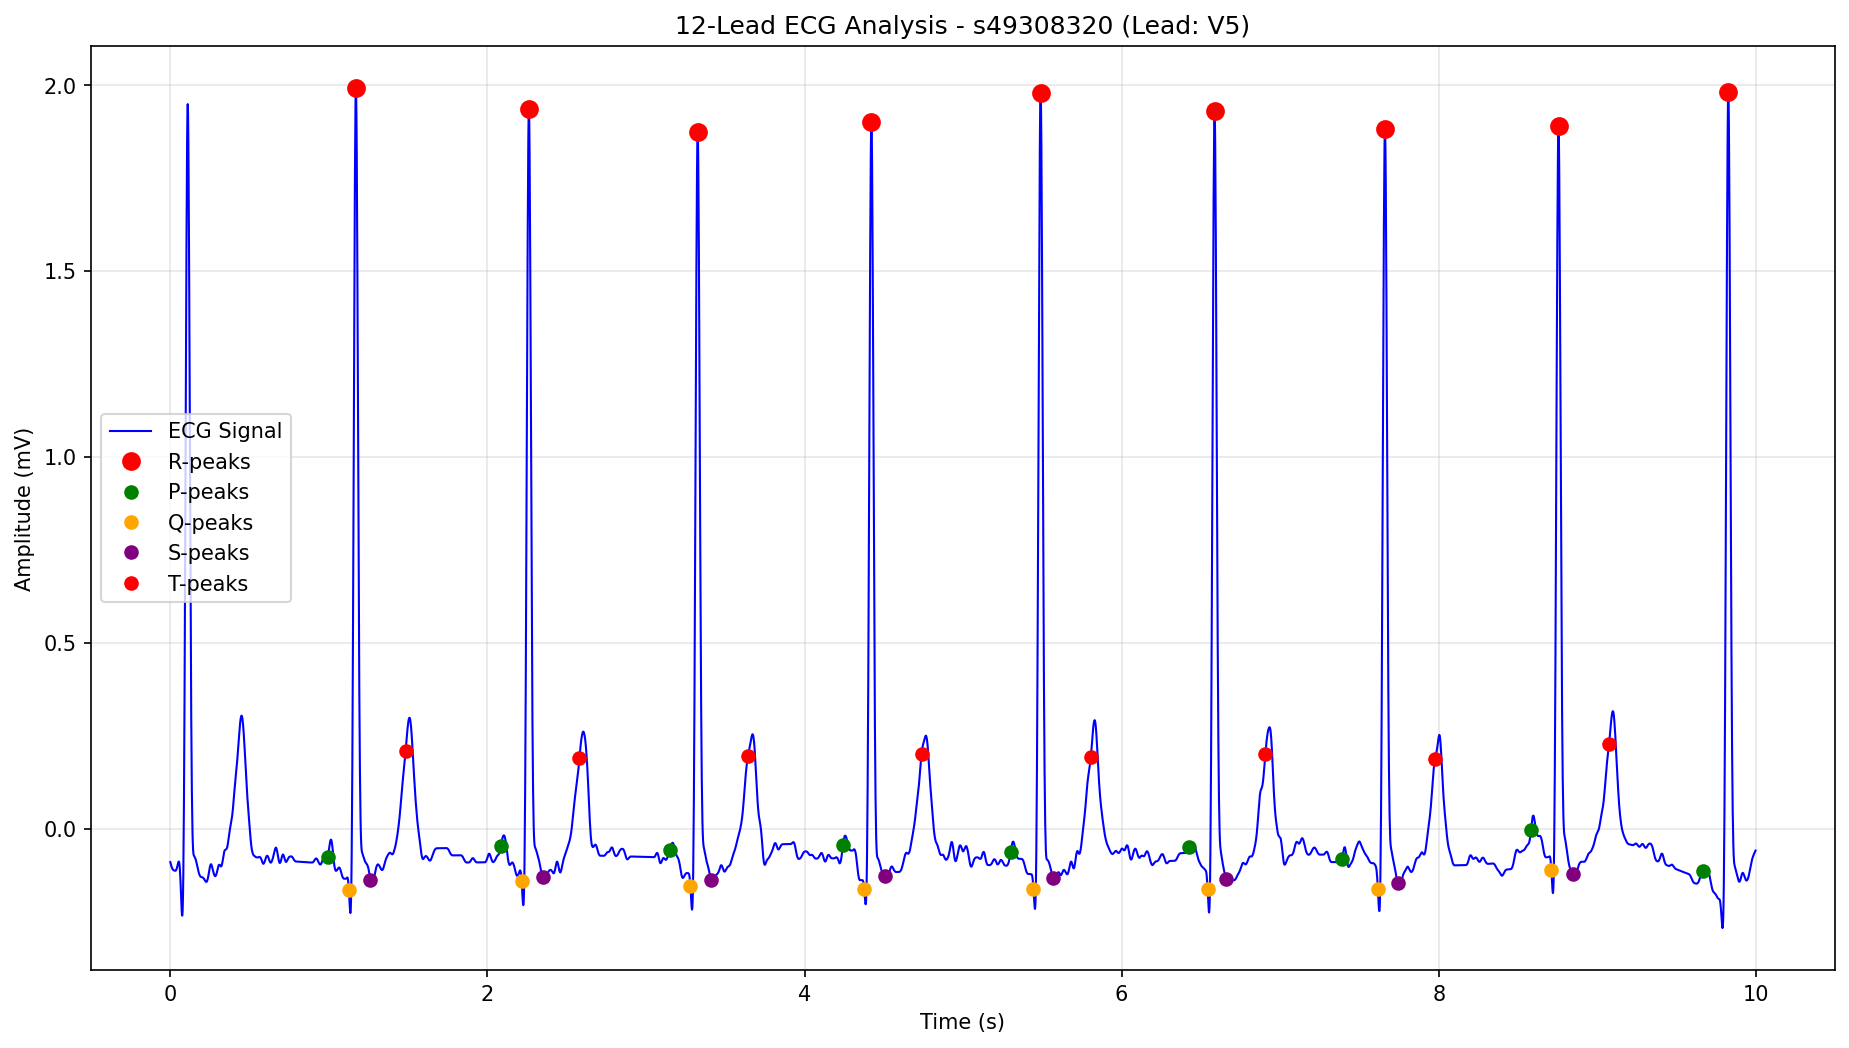 12-Lead ECG Analysis - s49308320 (Lead: V5)
Amplitude (mV)
2.0
1.5
1.0
0.5
0.0
ECG Signal
R-peaks
P-peaks
Q-peaks
S-peaks
T-peaks
0 2 4 6 8 10
Time (s)